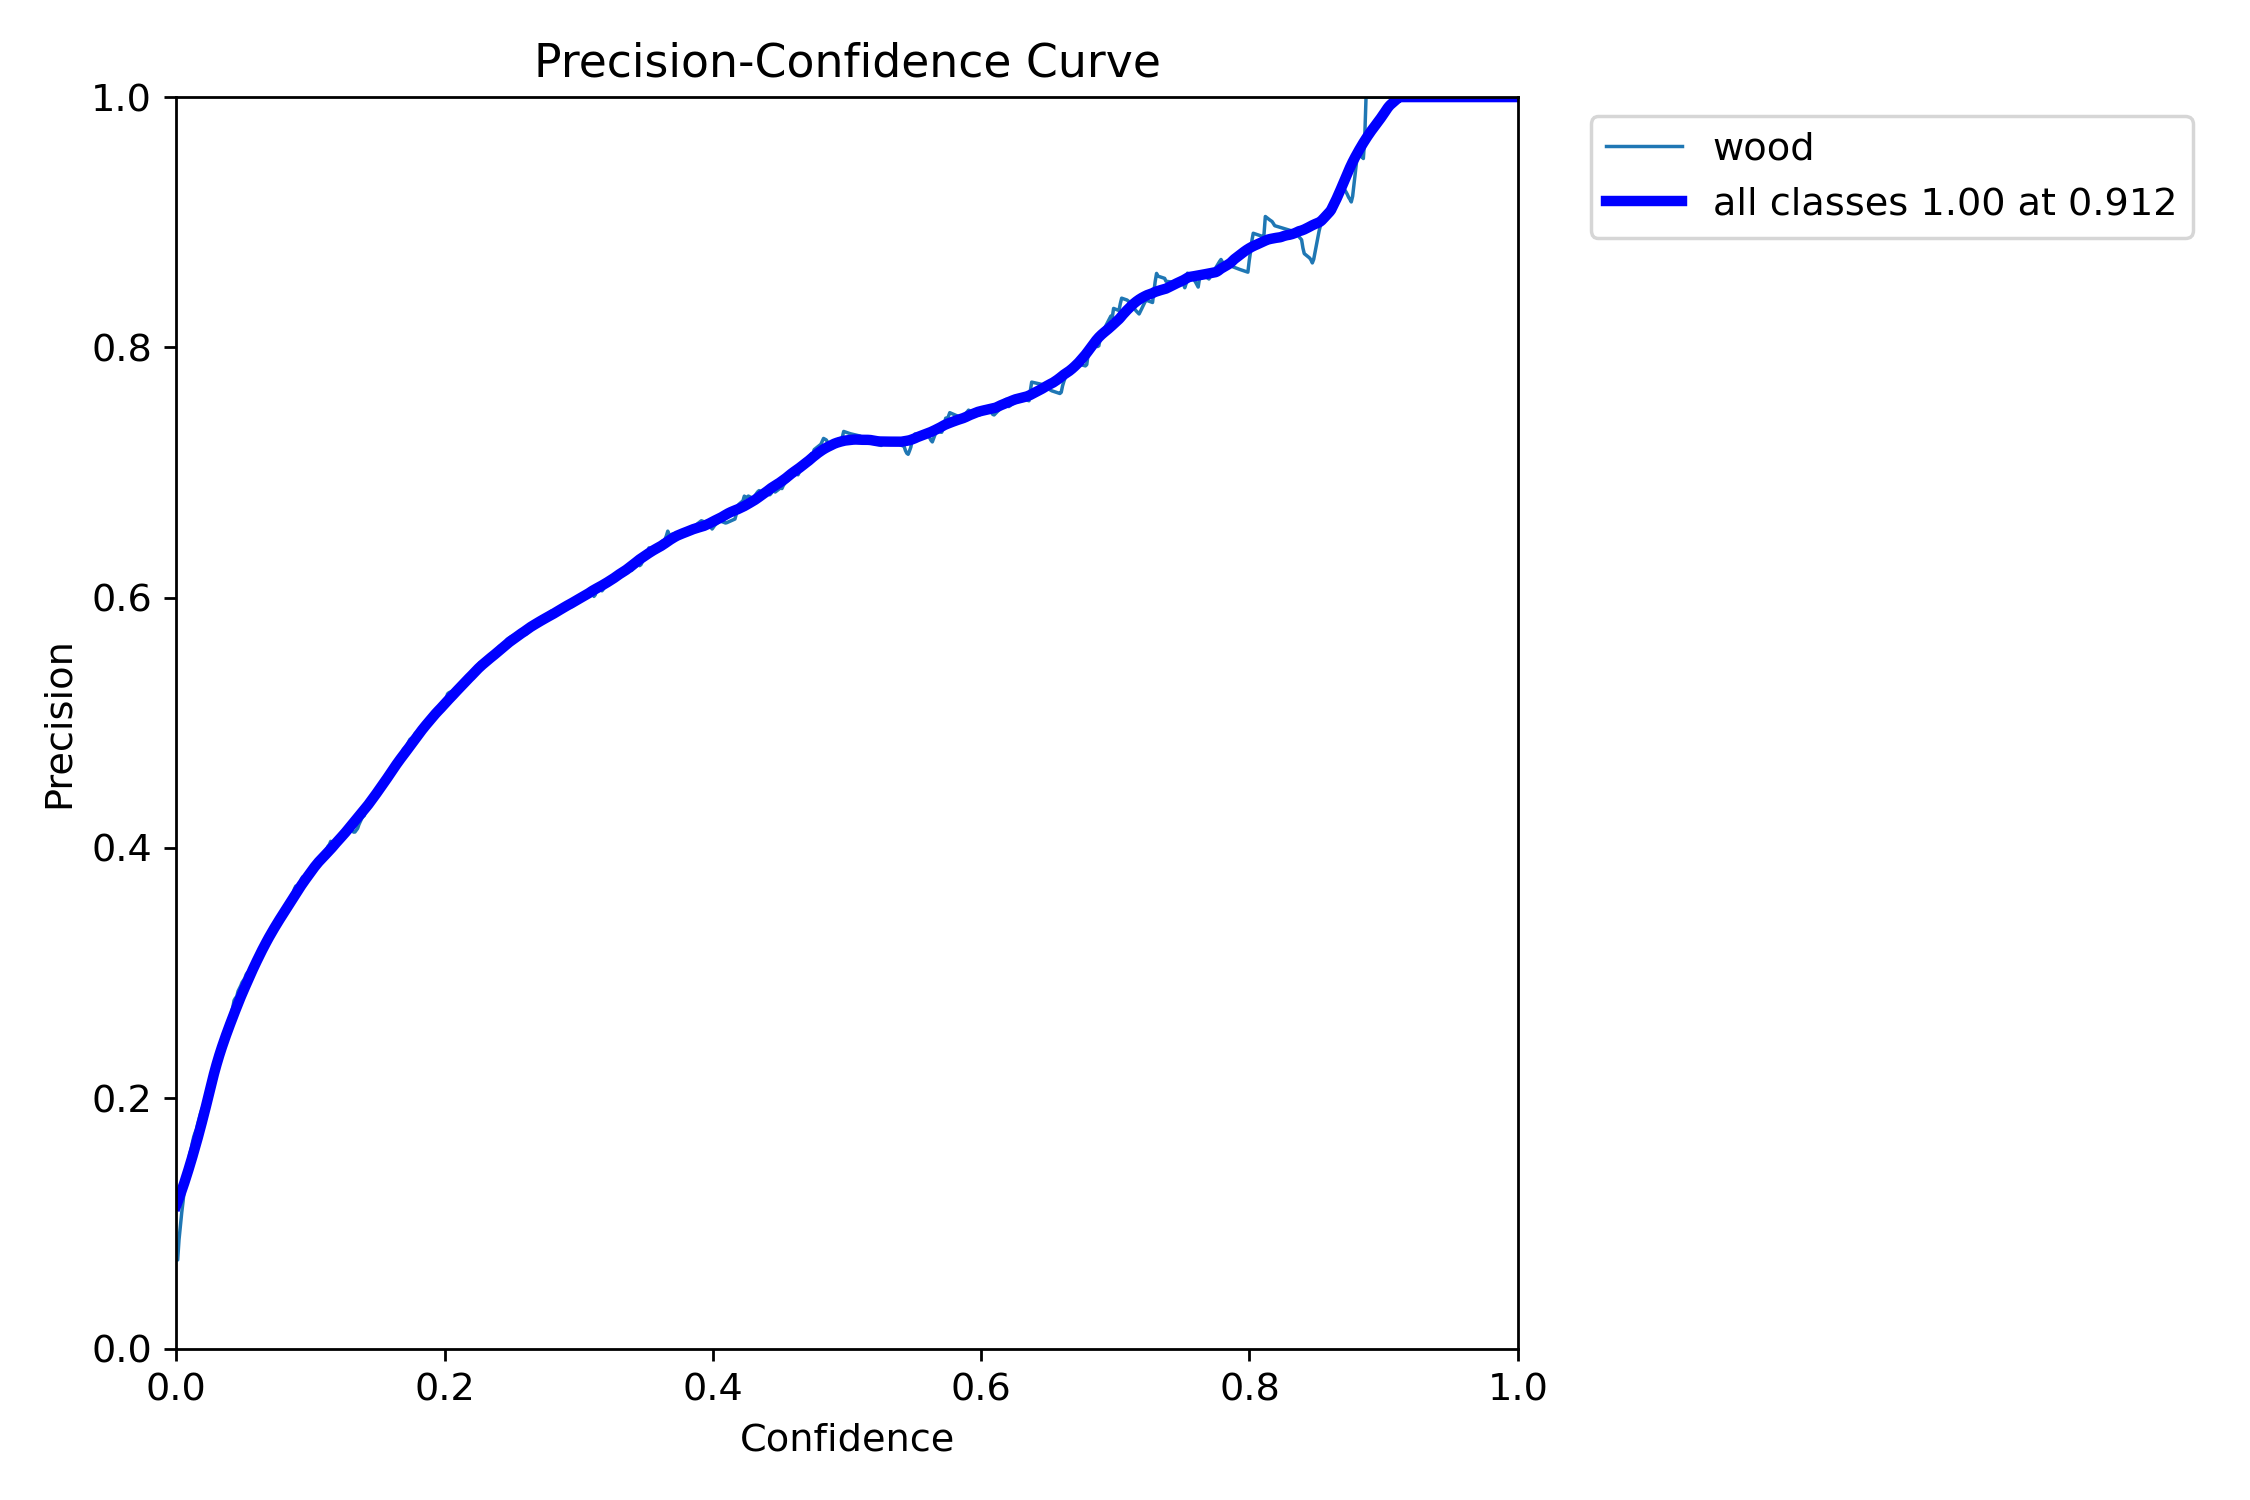 Precision-Confidence Curve
wood
all classes 1.00 at 0.912
1.0
0.8
0.6
0.4
0.2
0.0
Precision
0.0 0.2 0.4 0.6 0.8 1.0
Confidence